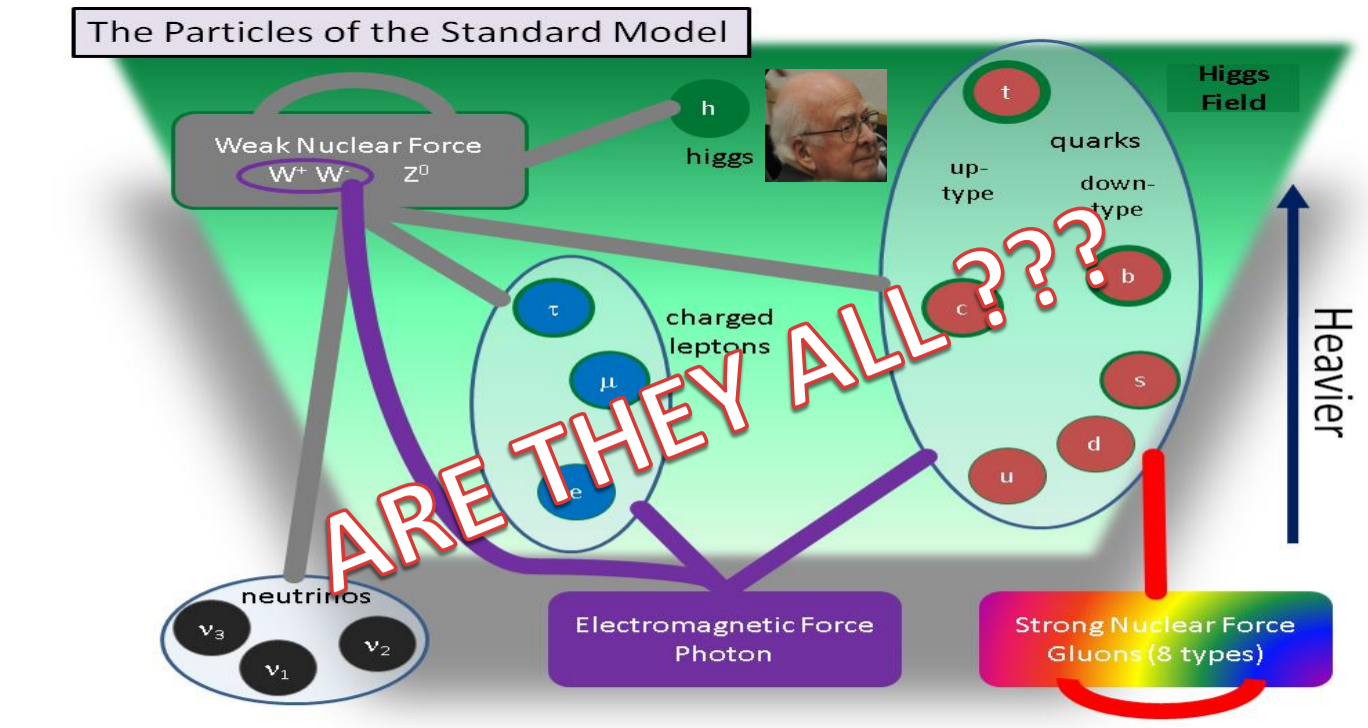 The Particles of the Standard Model
Higgs
Field
h
higgs
t
quarks
up-
type
down-
type
Weak Nuclear Force
W⁺ W⁻ Z⁰
b
c
τ
charged
leptons
μ
s
d
e
u
ARE THEY ALL ???
Heavier
neutrinos
ν₃
ν₁
ν₂
Electromagnetic Force
Photon
Strong Nuclear Force
Gluons (8 types)